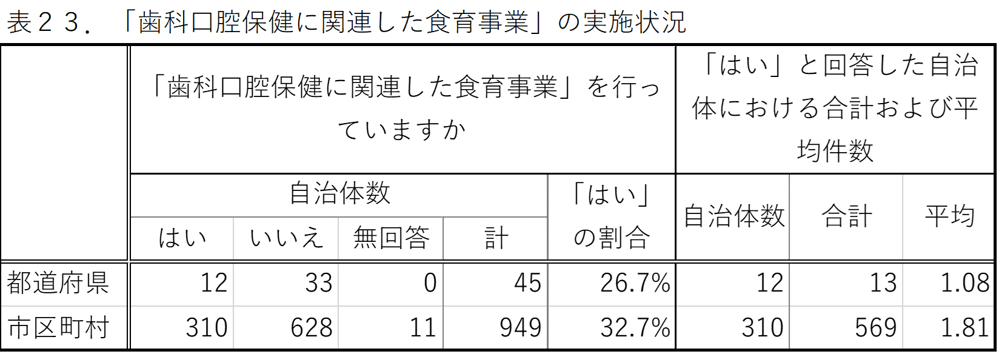 表２３．「歯科口腔保健に関連した食育事業」の実施状況
「歯科口腔保健に関連した食育事業」を行っ
ていますか
「はい」と回答した自治
体における合計および平
均件数
自治体数
「はい」
の割合
はい いいえ 無回答 計
自治体数 合計 平均
都道府県 12 33 0 45 26.7% 12 13 1.08
市区町村 310 628 11 949 32.7% 310 569 1.81